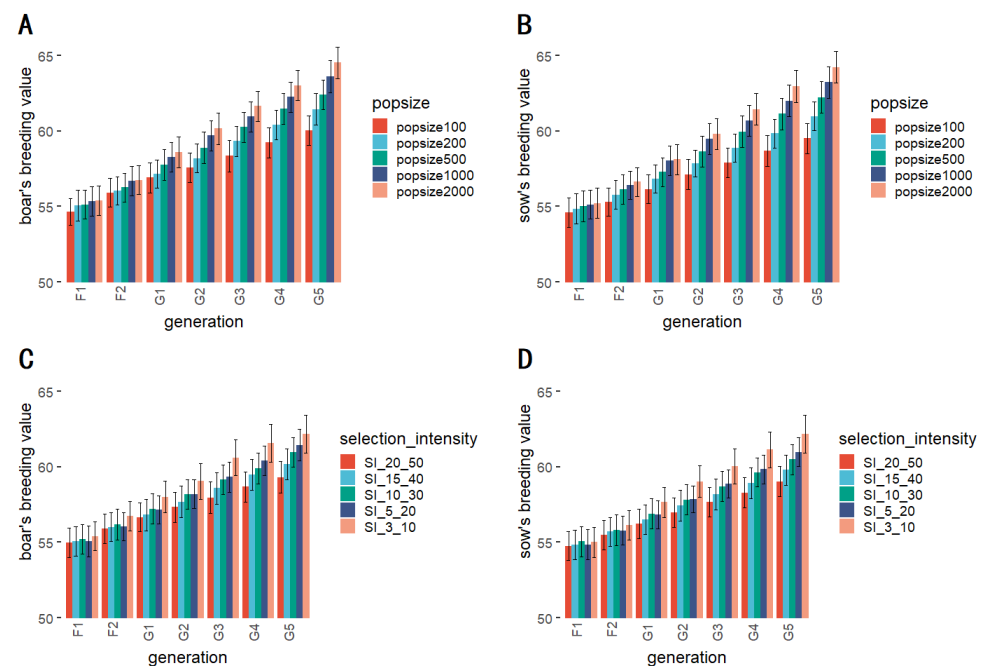 A
boar's breeding value
65
60
55
50
F1
F2
G1
G2
G3
G4
G5
generation
popsize
popsize100
popsize200
popsize500
popsize1000
popsize2000
B
sow's breeding value
65
60
55
50
F1
F2
G1
G2
G3
G4
G5
generation
popsize
popsize100
popsize200
popsize500
popsize1000
popsize2000
C
boar's breeding value
65
60
55
50
F1
F2
G1
G2
G3
G4
G5
generation
selection_intensity
SI_20_50
SI_15_40
SI_10_30
SI_5_20
SI_3_10
D
sow's breeding value
65
60
55
50
F1
F2
G1
G2
G3
G4
G5
generation
selection_intensity
SI_20_50
SI_15_40
SI_10_30
SI_5_20
SI_3_10